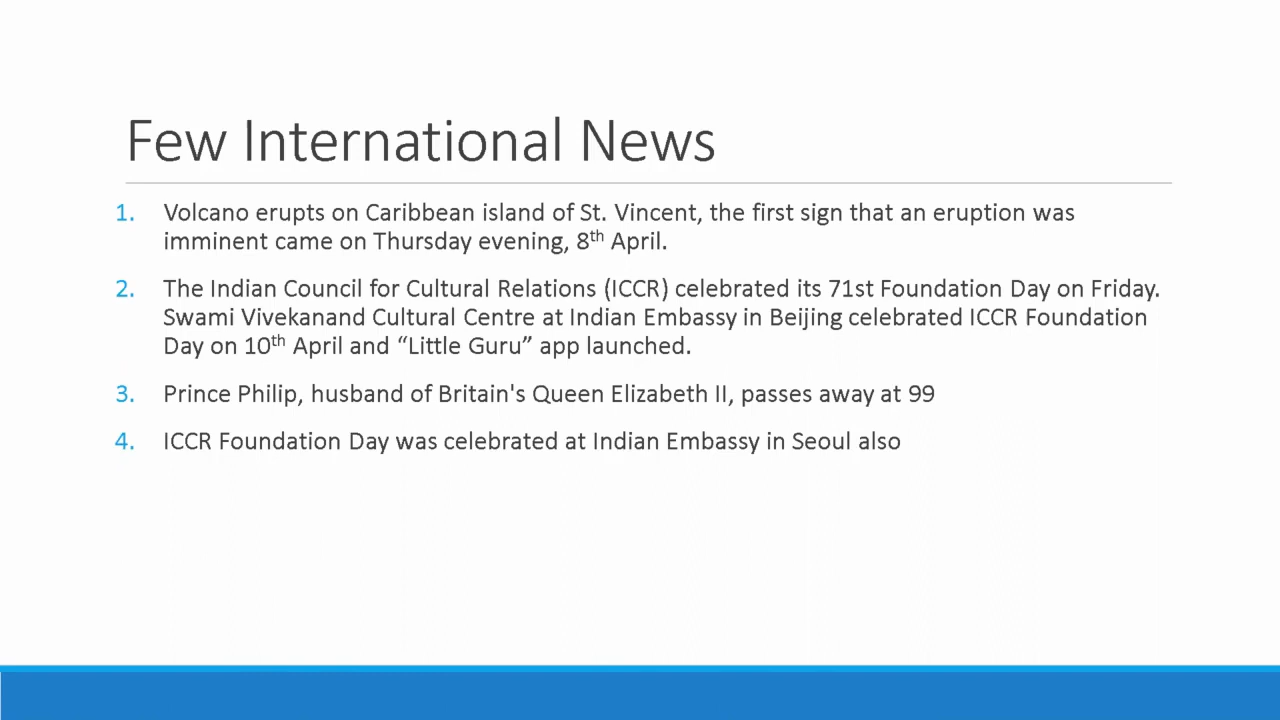 Few International News
1. Volcano erupts on Caribbean island of St. Vincent, the first sign that an eruption was
imminent came on Thursday evening, 8th April.
2. The Indian Council for Cultural Relations (ICCR) celebrated its 71st Foundation Day on Friday.
Swami Vivekanand Cultural Centre at Indian Embassy in Beijing celebrated ICCR Foundation
Day on 10th April and “Little Guru” app launched.
3. Prince Philip, husband of Britain's Queen Elizabeth II, passes away at 99
4. ICCR Foundation Day was celebrated at Indian Embassy in Seoul also